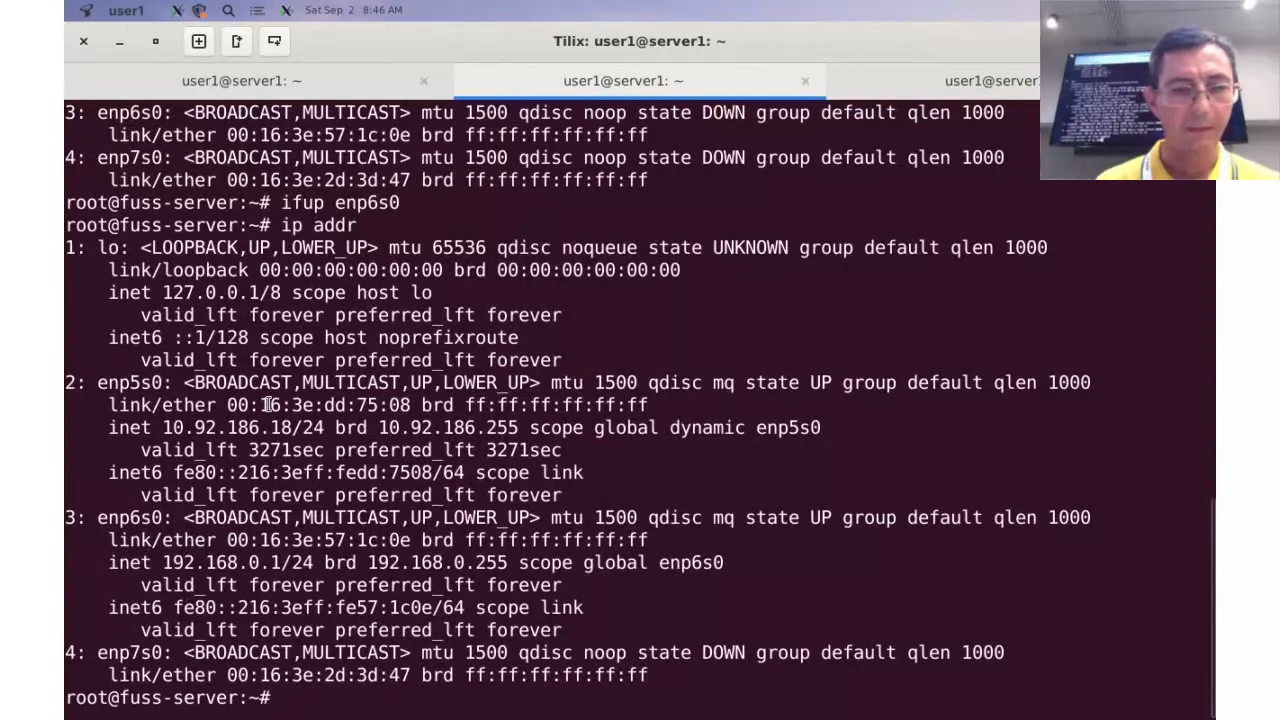 user1 Sat Sep 2 8:46 AM
Tilix: user1@server1: ~
user1@server1: ~ × user1@server1: ~ × user1@server1
3: enp6s0: <BROADCAST,MULTICAST> mtu 1500 qdisc noop state DOWN group default qlen 1000
link/ether 00:16:3e:57:1c:0e brd ff:ff:ff:ff:ff:ff
4: enp7s0: <BROADCAST,MULTICAST> mtu 1500 qdisc noop state DOWN group default qlen 1000
link/ether 00:16:3e:2d:3d:47 brd ff:ff:ff:ff:ff:ff
root@fuss-server:~# ifup enp6s0
root@fuss-server:~# ip addr
1: lo: <LOOPBACK,UP,LOWER_UP> mtu 65536 qdisc noqueue state UNKNOWN group default qlen 1000
link/loopback 00:00:00:00:00:00 brd 00:00:00:00:00:00
inet 127.0.0.1/8 scope host lo
valid_lft forever preferred_lft forever
inet6 ::1/128 scope host noprefixroute
valid_lft forever preferred_lft forever
2: enp5s0: <BROADCAST,MULTICAST,UP,LOWER_UP> mtu 1500 qdisc mq state UP group default qlen 1000
link/ether 00:16:3e:dd:75:08 brd ff:ff:ff:ff:ff:ff
inet 10.92.186.18/24 brd 10.92.186.255 scope global dynamic enp5s0
valid_lft 3271sec preferred_lft 3271sec
inet6 fe80::216:3eff:fedd:7508/64 scope link
valid_lft forever preferred_lft forever
3: enp6s0: <BROADCAST,MULTICAST,UP,LOWER_UP> mtu 1500 qdisc mq state UP group default qlen 1000
link/ether 00:16:3e:57:1c:0e brd ff:ff:ff:ff:ff:ff
inet 192.168.0.1/24 brd 192.168.0.255 scope global enp6s0
valid_lft forever preferred_lft forever
inet6 fe80::216:3eff:fe57:1c0e/64 scope link
valid_lft forever preferred_lft forever
4: enp7s0: <BROADCAST,MULTICAST> mtu 1500 qdisc noop state DOWN group default qlen 1000
link/ether 00:16:3e:2d:3d:47 brd ff:ff:ff:ff:ff:ff
root@fuss-server:~#